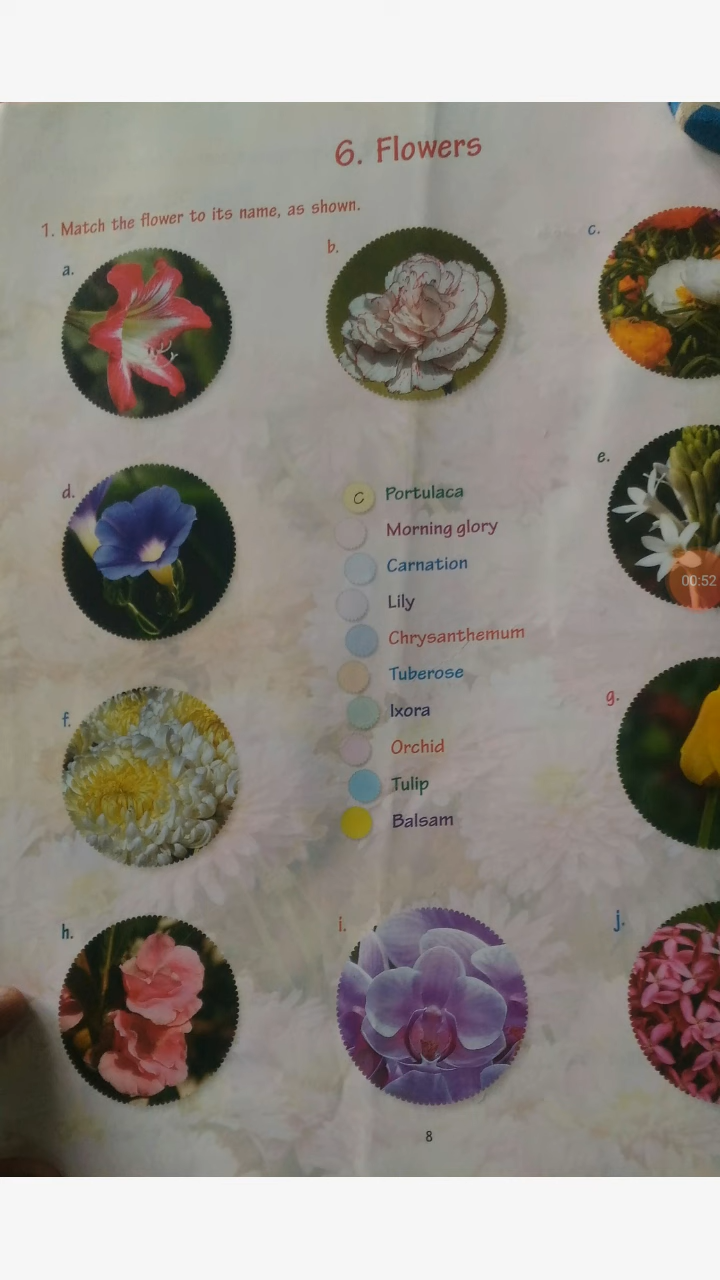 6. Flowers
1. Match the flower to its name, as shown.
a.
b.
c.
d.
e.
c Portulaca
Morning glory
Carnation
Lily
Chrysanthemum
Tuberose
Ixora
Orchid
Tulip
Balsam
00:52
f.
g.
h.
i.
j.
8